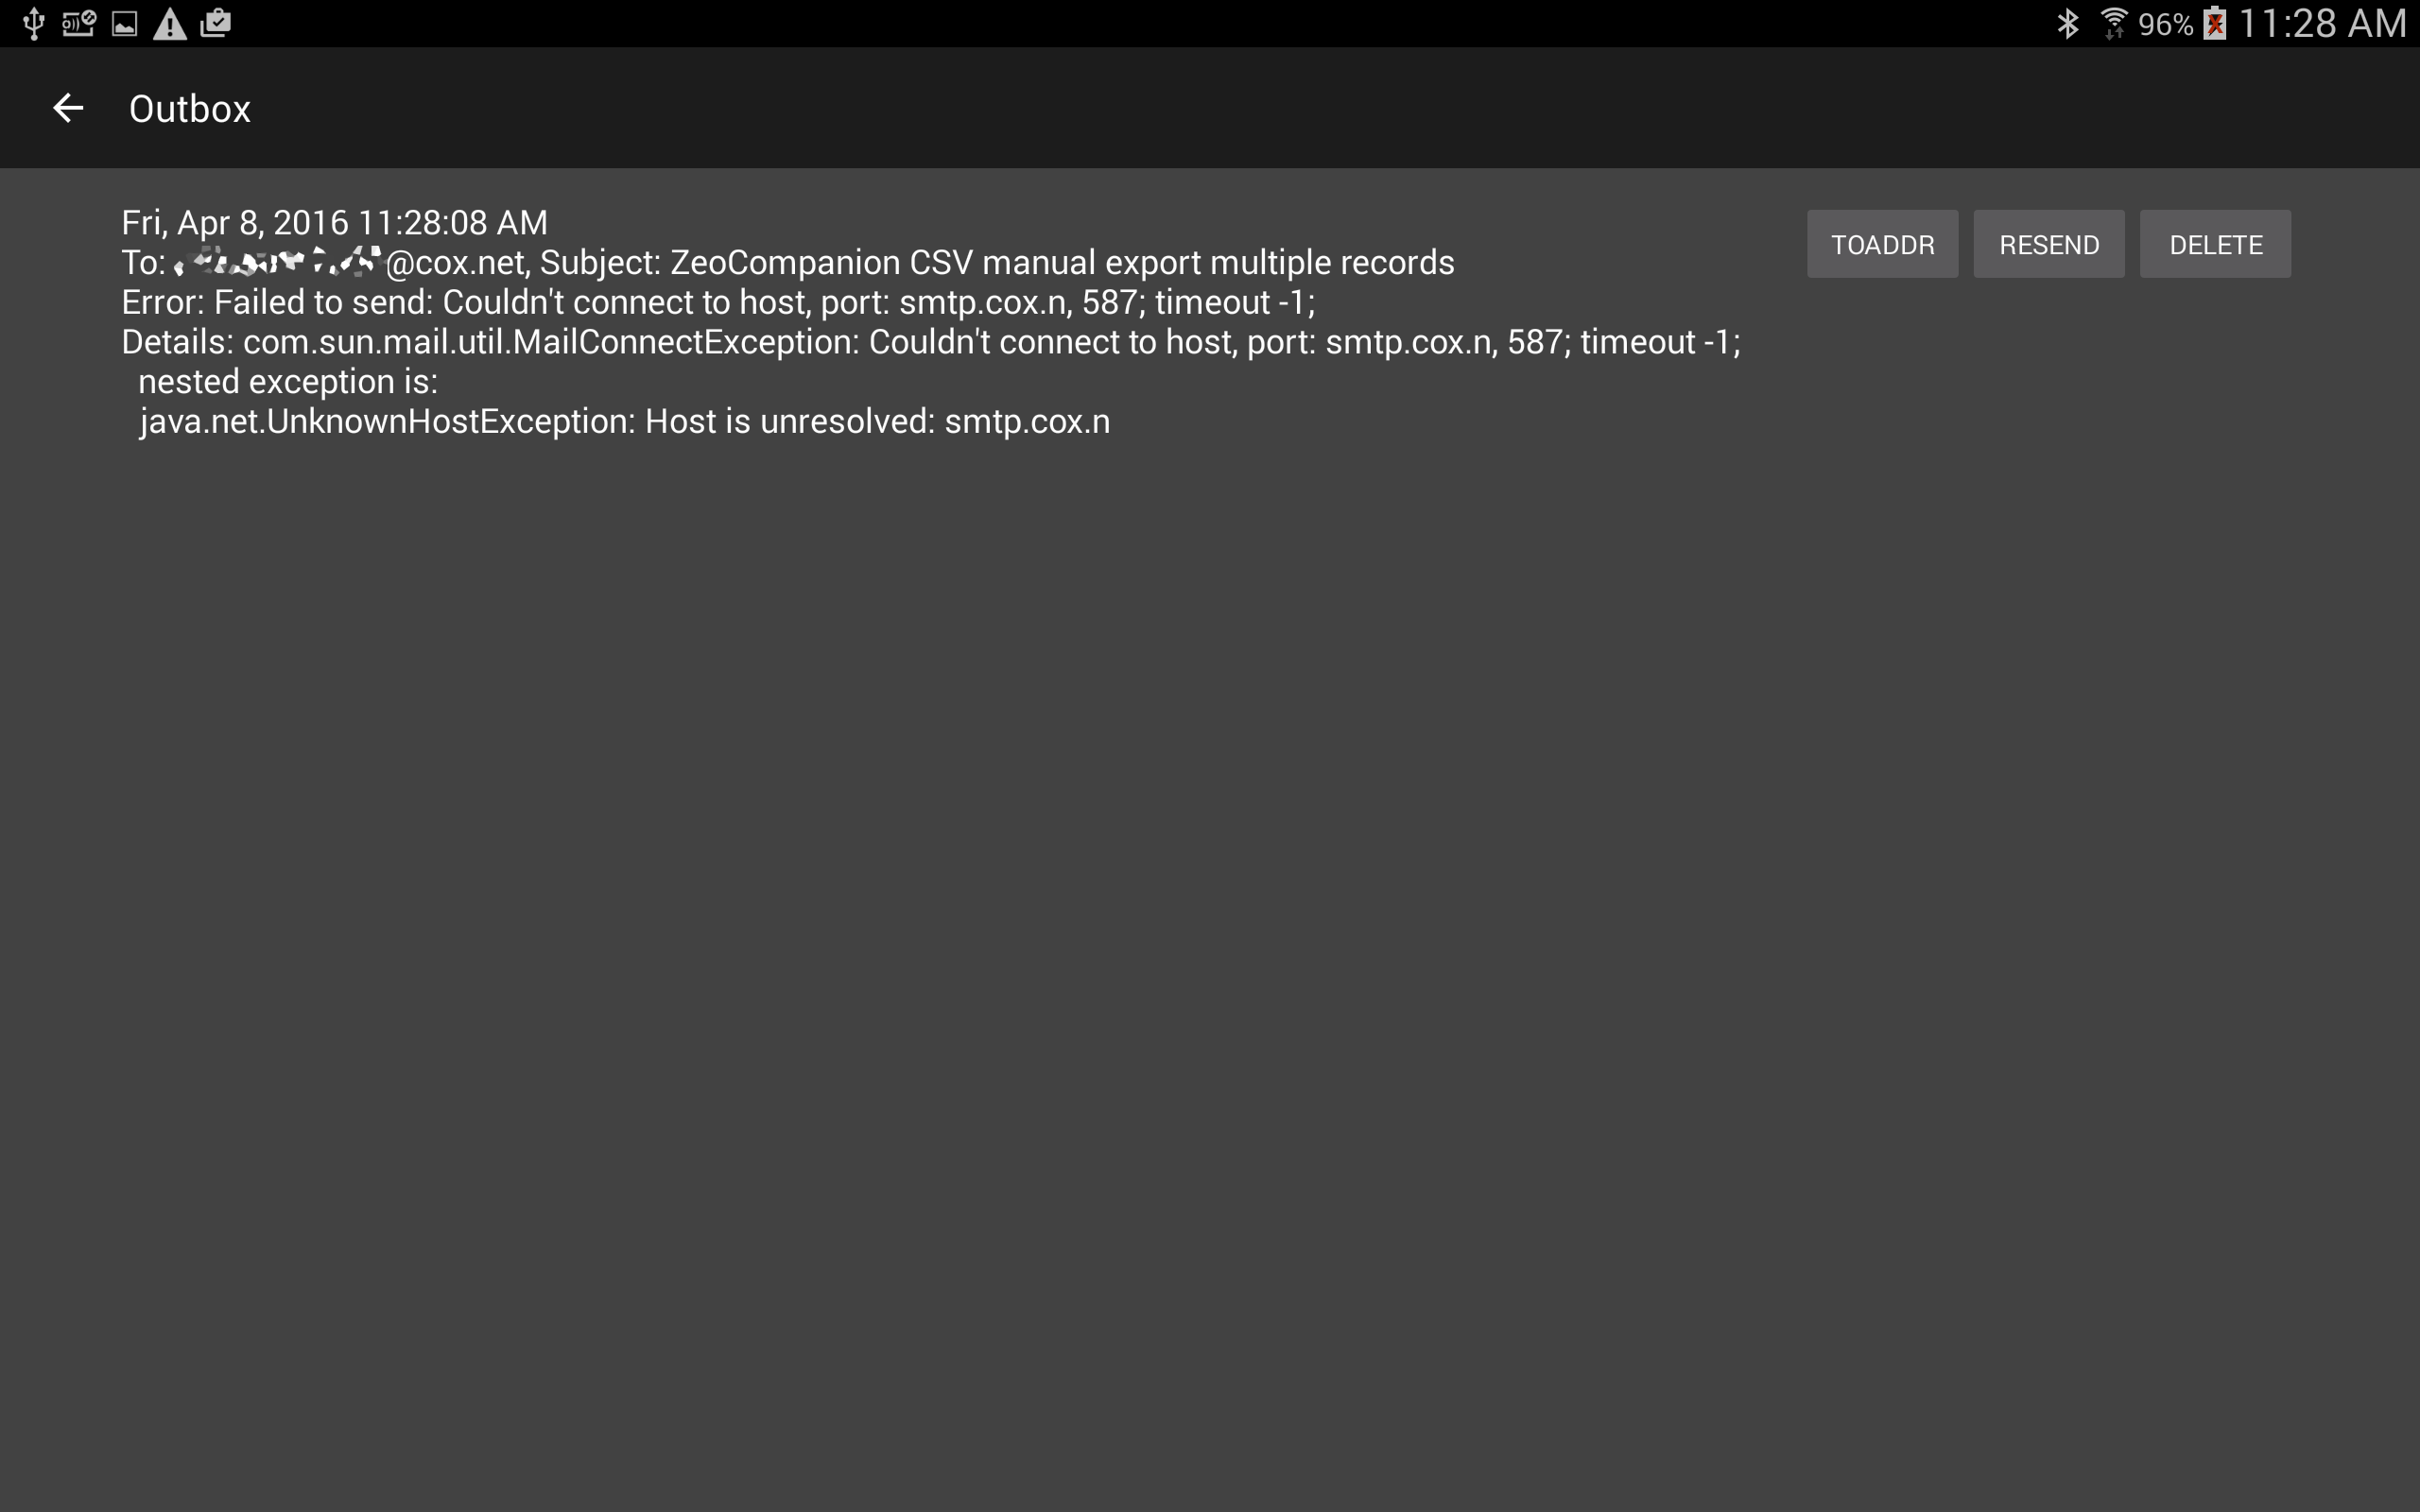 96% 11:28 AM
Outbox
Fri, Apr 8, 2016 11:28:08 AM
To: @cox.net, Subject: ZeoCompanion CSV manual export multiple records
Error: Failed to send: Couldn't connect to host, port: smtp.cox.n, 587; timeout -1;
Details: com.sun.mail.util.MailConnectException: Couldn't connect to host, port: smtp.cox.n, 587; timeout -1;
nested exception is:
java.net.UnknownHostException: Host is unresolved: smtp.cox.n
TOADDR RESEND DELETE